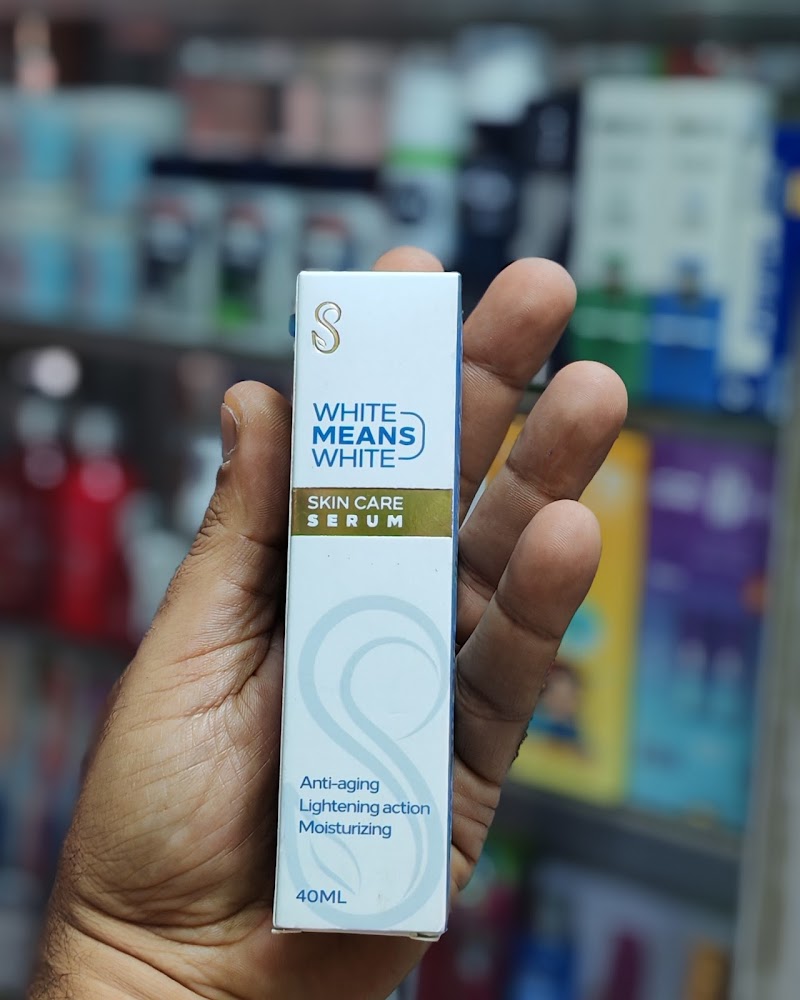 S
WHITE
MEANS
WHITE
SKIN CARE
SERUM
Anti-aging
Lightening action
Moisturizing
40ML